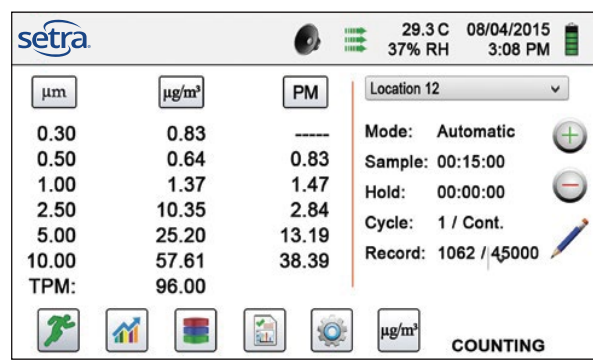 setra
29.3 C 08/04/2015
37% RH 3:08 PM
µm µg/m³ PM
0.30 0.83 -----
0.50 0.64 0.83
1.00 1.37 1.47
2.50 10.35 2.84
5.00 25.20 13.19
10.00 57.61 38.39
TPM: 96.00
Location 12
Mode: Automatic
Sample: 00:15:00
Hold: 00:00:00
Cycle: 1 / Cont.
Record: 1062 / 45000
µg/m³
COUNTING